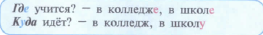 Где учится? – в колледже, в школе
Куда идёт? – в колледж, в школу